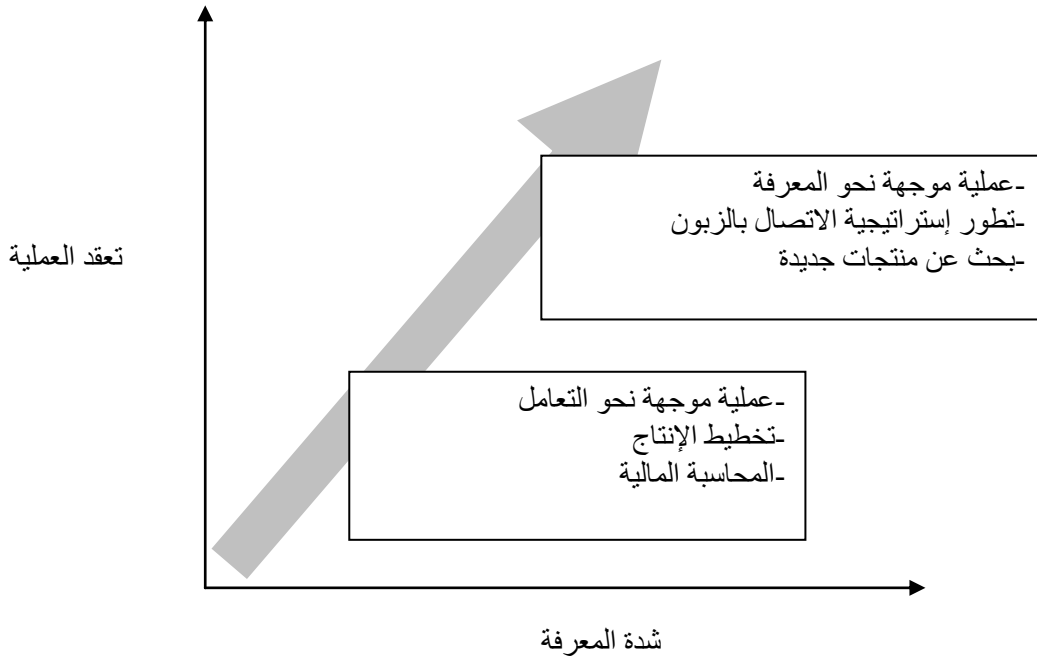 -عملية موجهة نحو المعرفة
-تطور إستراتيجية الاتصال بالزبون
-بحث عن منتجات جديدة
تعقد العملية
-عملية موجهة نحو التعامل
-تخطيط الإنتاج
-المحاسبة المالية
شدة المعرفة